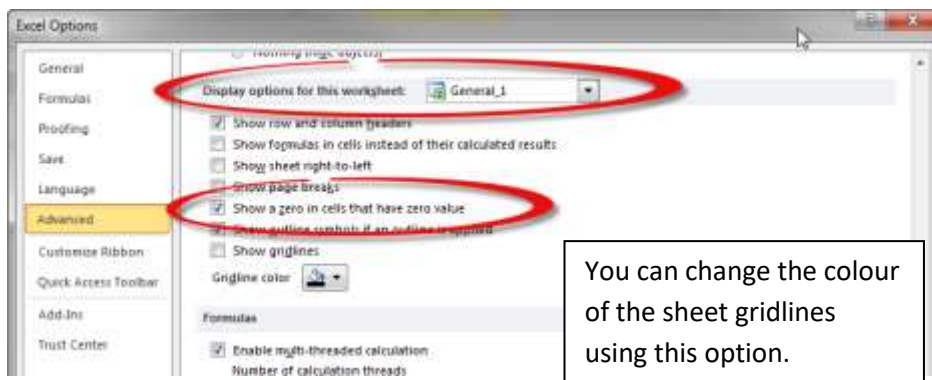 Excel Options
(Nothing (hide objects)
General
Display options for this worksheet:
General_1
Formulas
Show row and column headers
Proofing
Show formulas in cells instead of their calculated results
Save
Show sheet right-to-left
Language
Show page breaks
Advanced
Show a zero in cells that have zero value
Show outline symbols if an outline is applied
Customize Ribbon
Show gridlines
Quick Access Toolbar
Gridline color
Add-Ins
Formulas
Trust Center
Enable multi-threaded calculation
Number of calculation threads
You can change the colour
of the sheet gridlines
using this option.